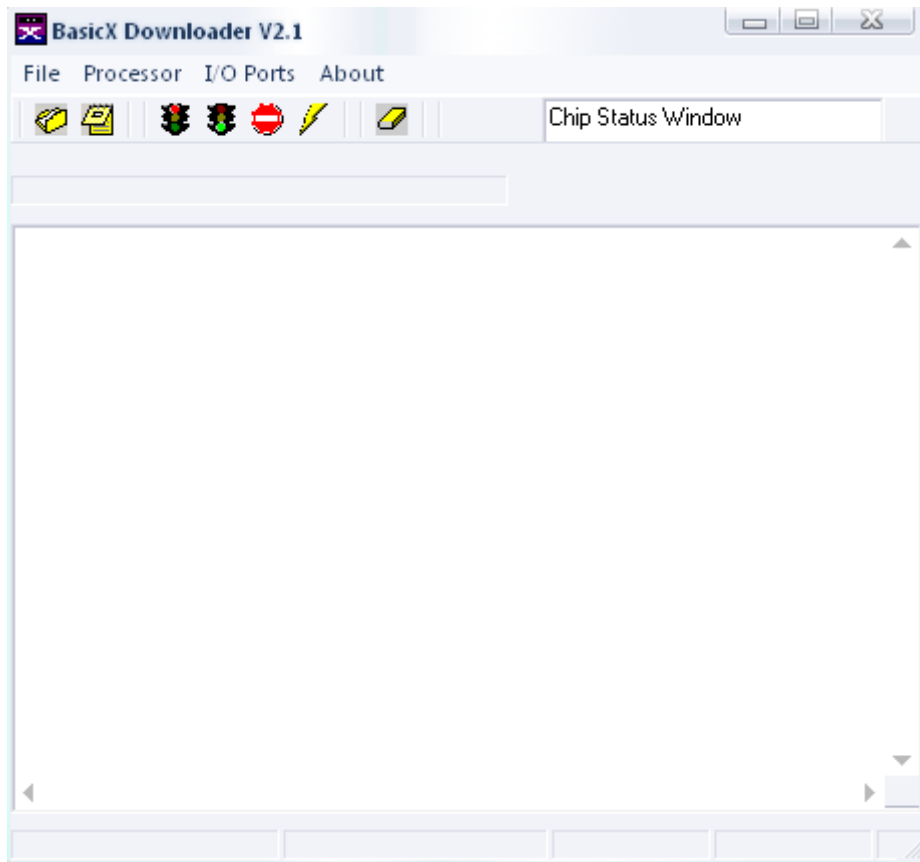 BasicX Downloader V2.1
File Processor I/O Ports About
Chip Status Window